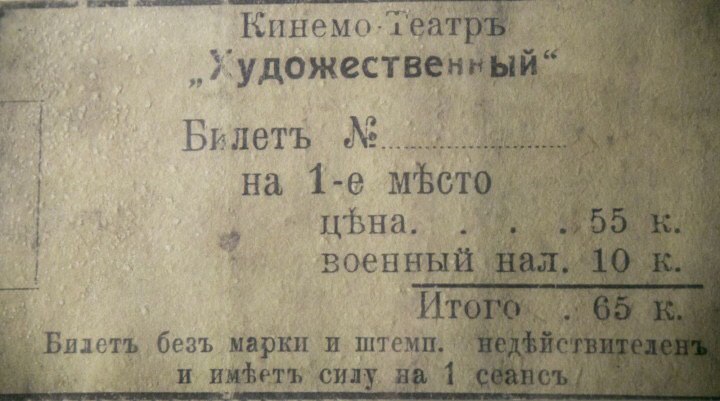 Кинемо-Театръ
„Художественный“
Билетъ №
на 1-е мѣсто
цѣна. . . . 55 к.
военный нал. 10 к.
Итого . 65 к.
Билетъ безъ марки и штемп. недѣйствителенъ
и имѣетъ силу на 1 сеансъ